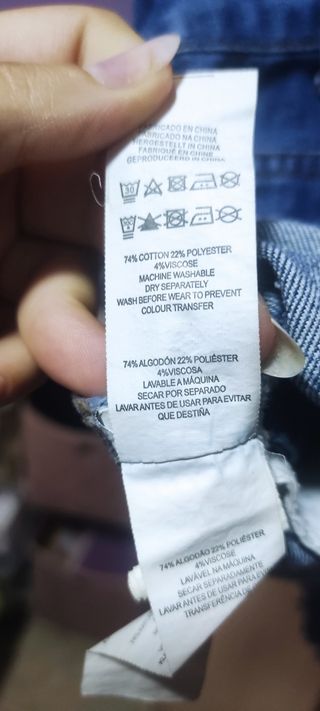 FABRICADO EN CHINA
FABRICADO NA CHINA
HERGESTELLT IN CHINA
FABRIQUÉ EN CHINE
GEPRODUCEERD IN CHINA
30
74% COTTON 22% POLYESTER
4%VISCOSE
MACHINE WASHABLE
DRY SEPARATELY
WASH BEFORE WEAR TO PREVENT
COLOUR TRANSFER
74%ALGODÓN 22% POLIÉSTER
4%VISCOSA
LAVABLE A MÁQUINA
SECAR POR SEPARADO
LAVAR ANTES DE USAR PARA EVITAR
QUE DESTIÑA
74% ALGODÃO 22% POLIÉSTER
4%VISCOSE
LAVÁVEL NA MÁQUINA
SECAR SEPARADAMENTE
LAVAR ANTES DE USAR PARA
TRANSFERÊNCIA